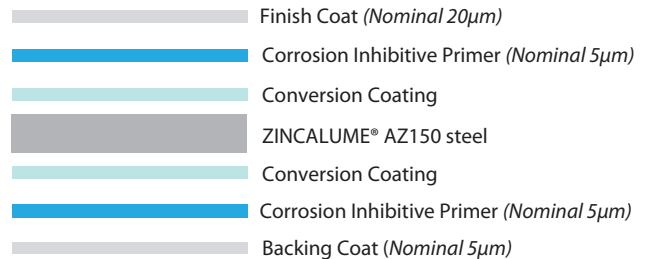 Finish Coat (Nominal 20µm)
Corrosion Inhibitive Primer (Nominal 5µm)
Conversion Coating
ZINCALUME® AZ150 steel
Conversion Coating
Corrosion Inhibitive Primer (Nominal 5µm)
Backing Coat (Nominal 5µm)